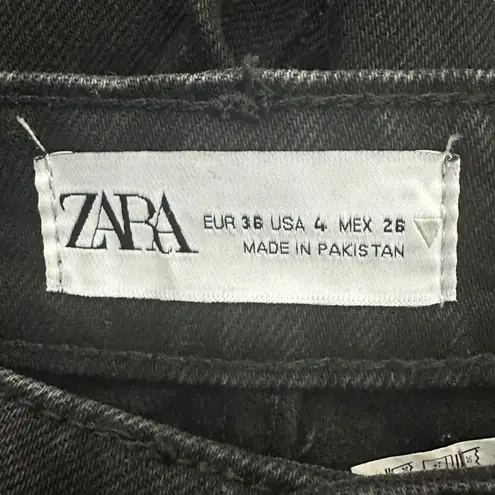 ZARA
EUR 36 USA 4 MEX 26
MADE IN PAKISTAN